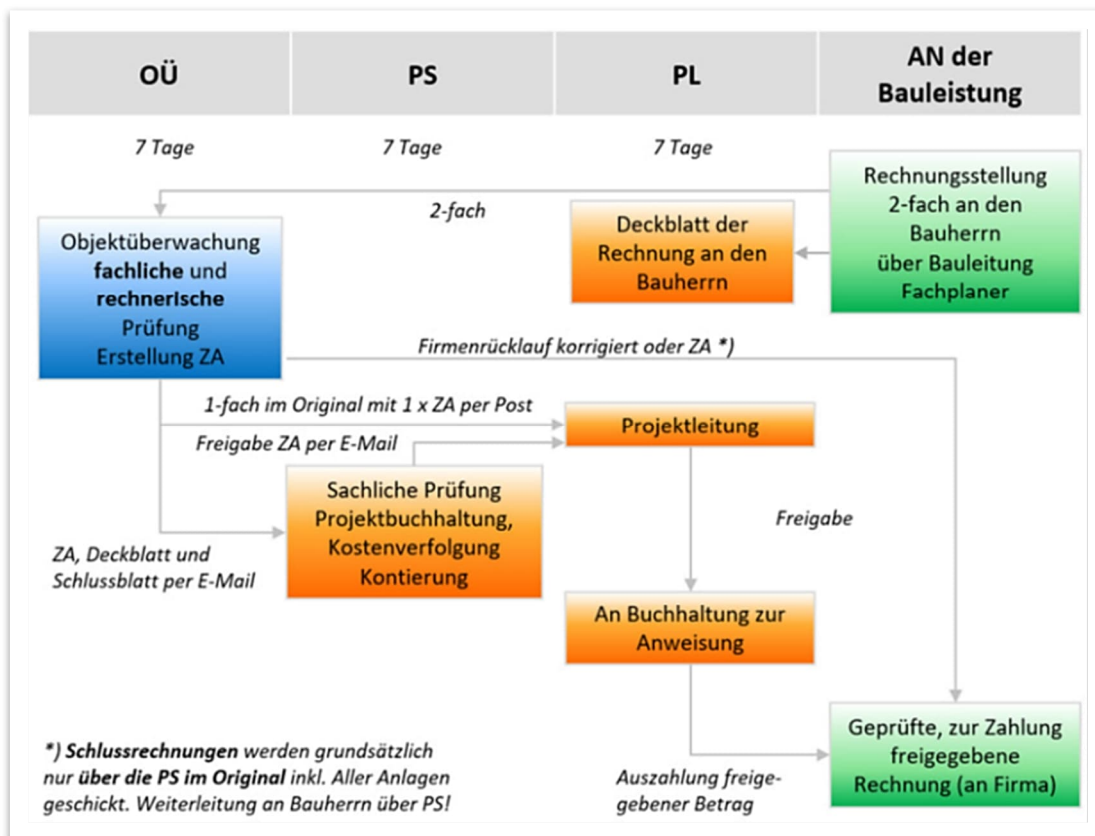 OÜ
PS
PL
AN der
Bauleistung
7 Tage
7 Tage
7 Tage
2-fach
Rechnungsstellung
2-fach an den
Bauherrn
über Bauleitung
Fachplaner
Deckblatt der
Rechnung an den
Bauherrn
Objektüberwachung
fachliche und
rechnerische
Prüfung
Erstellung ZA
Firmenrücklauf korrigiert oder ZA *)
1-fach im Original mit 1 x ZA per Post
Projektleitung
Freigabe ZA per E-Mail
Sachliche Prüfung
Projektbuchhaltung,
Kostenverfolgung
Kontierung
Freigabe
ZA, Deckblatt und
Schlussblatt per E-Mail
An Buchhaltung zur
Anweisung
Geprüfte, zur Zahlung
freigegebene
Rechnung (an Firma)
*) Schlussrechnungen werden grundsätzlich
nur über die PS im Original inkl. Aller Anlagen
geschickt. Weiterleitung an Bauherrn über PS!
Auszahlung freige-
gebener Betrag